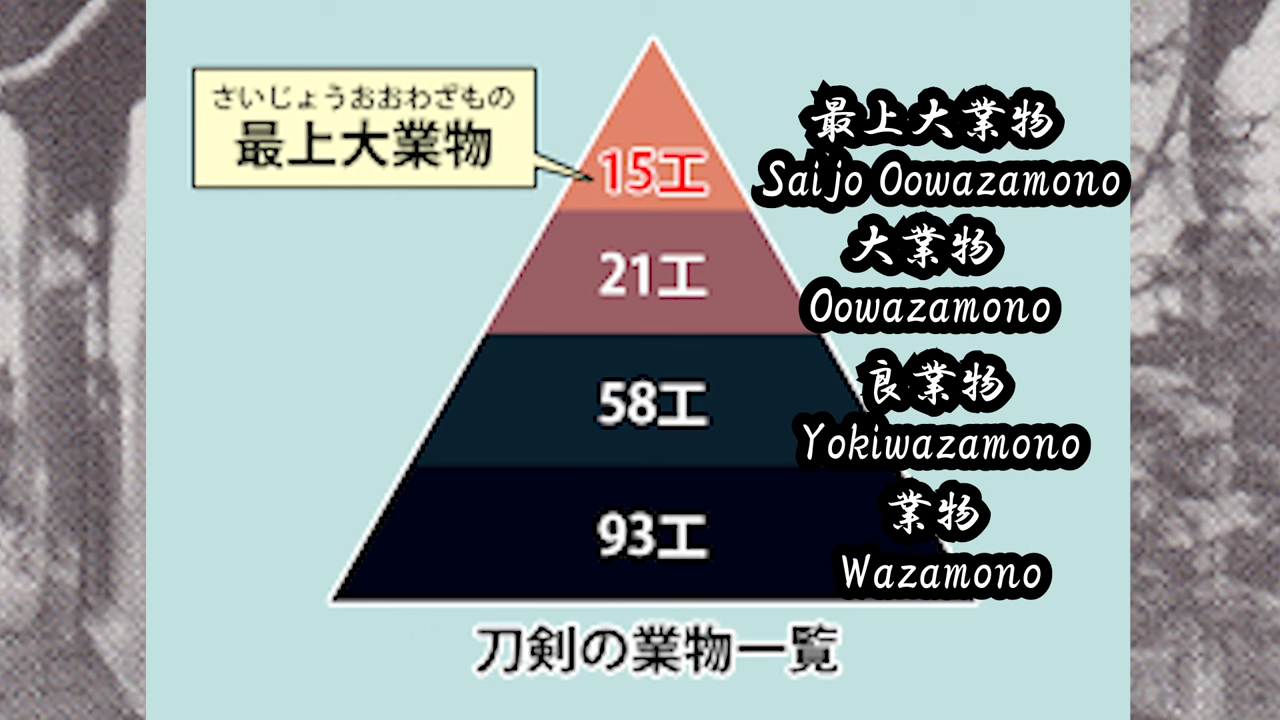 さいじょうおおわざもの
最上大業物
15工
最上大業物
Saijo Oowazamono
21工
大業物
Oowazamono
58工
良業物
Yokiwazamono
93工
業物
Wazamono
刀剣の業物一覧